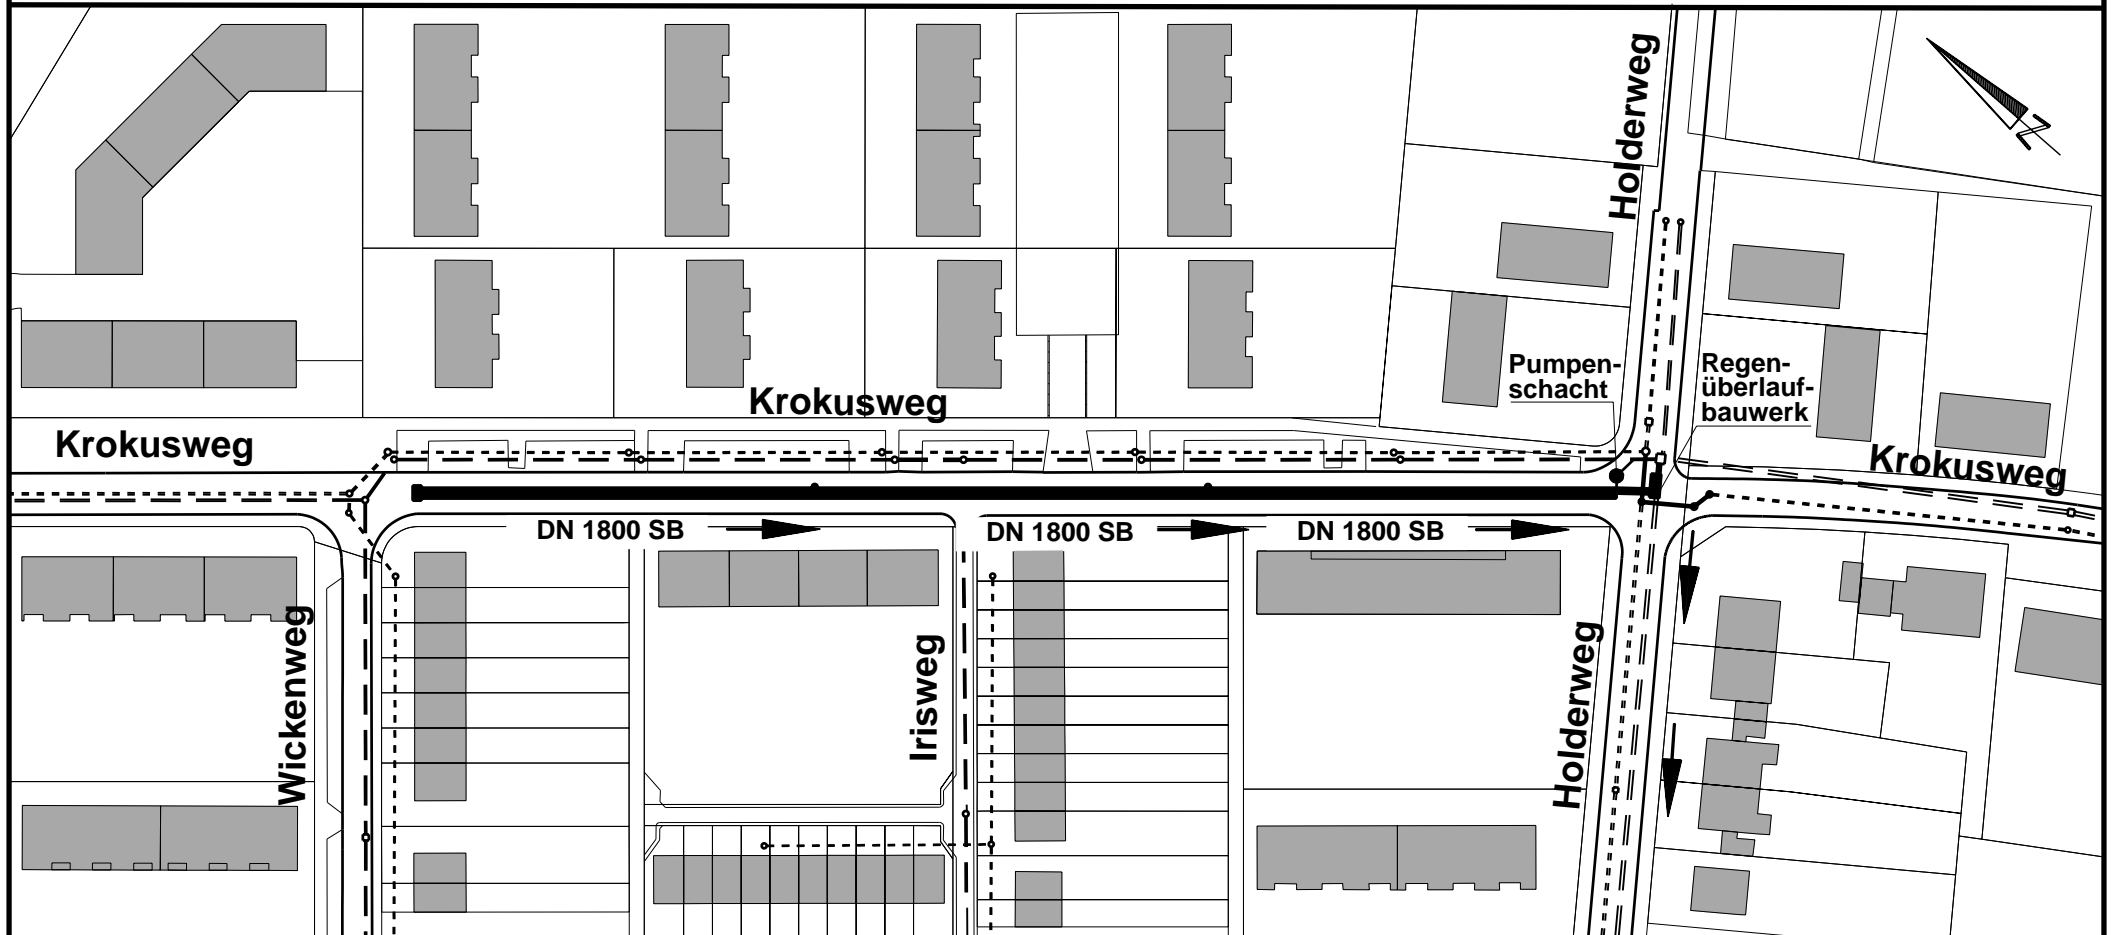 Holderweg
N
Pumpen-
schacht
Regen-
überlauf-
bauwerk
Krokusweg
Krokusweg
Krokusweg
DN 1800 SB
DN 1800 SB
DN 1800 SB
Wickenweg
Irisweg
Holderweg